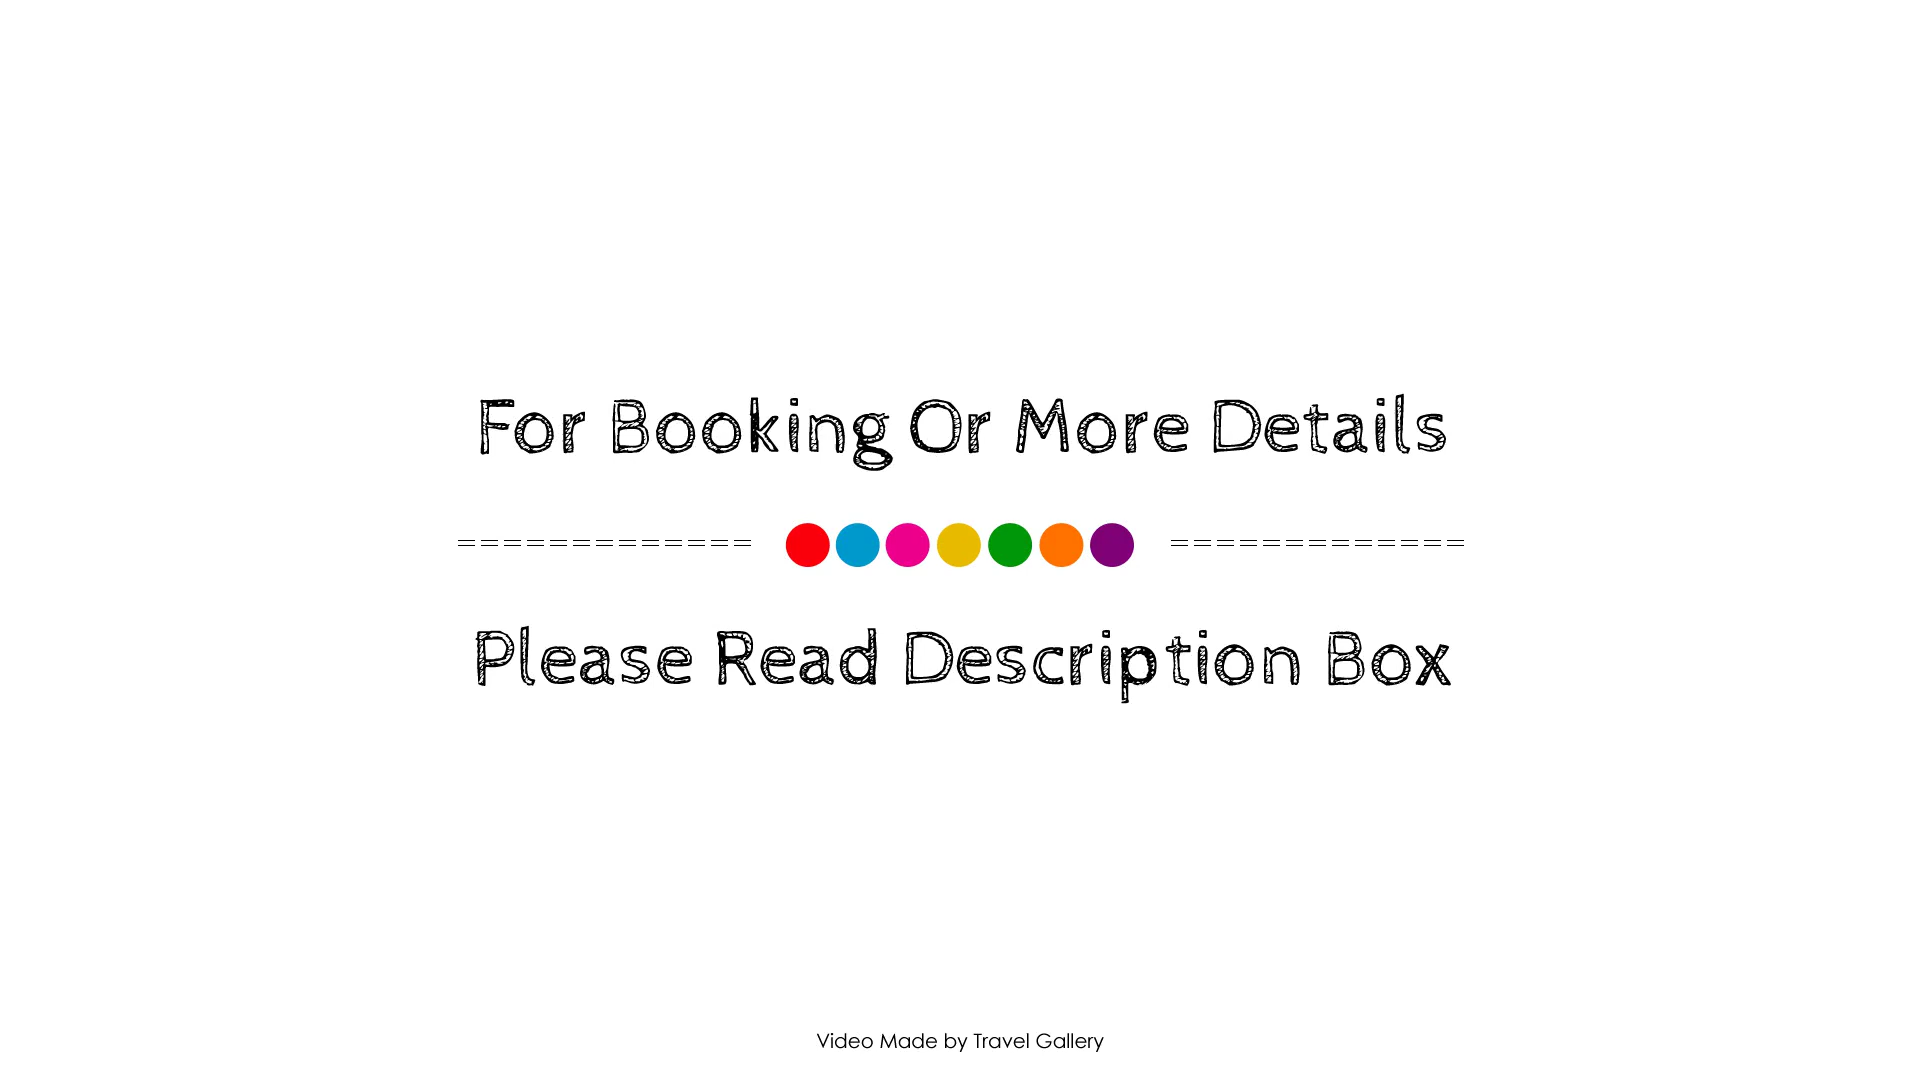 For Booking Or More Details
============= =============
Please Read Description Box
Video Made by Travel Gallery